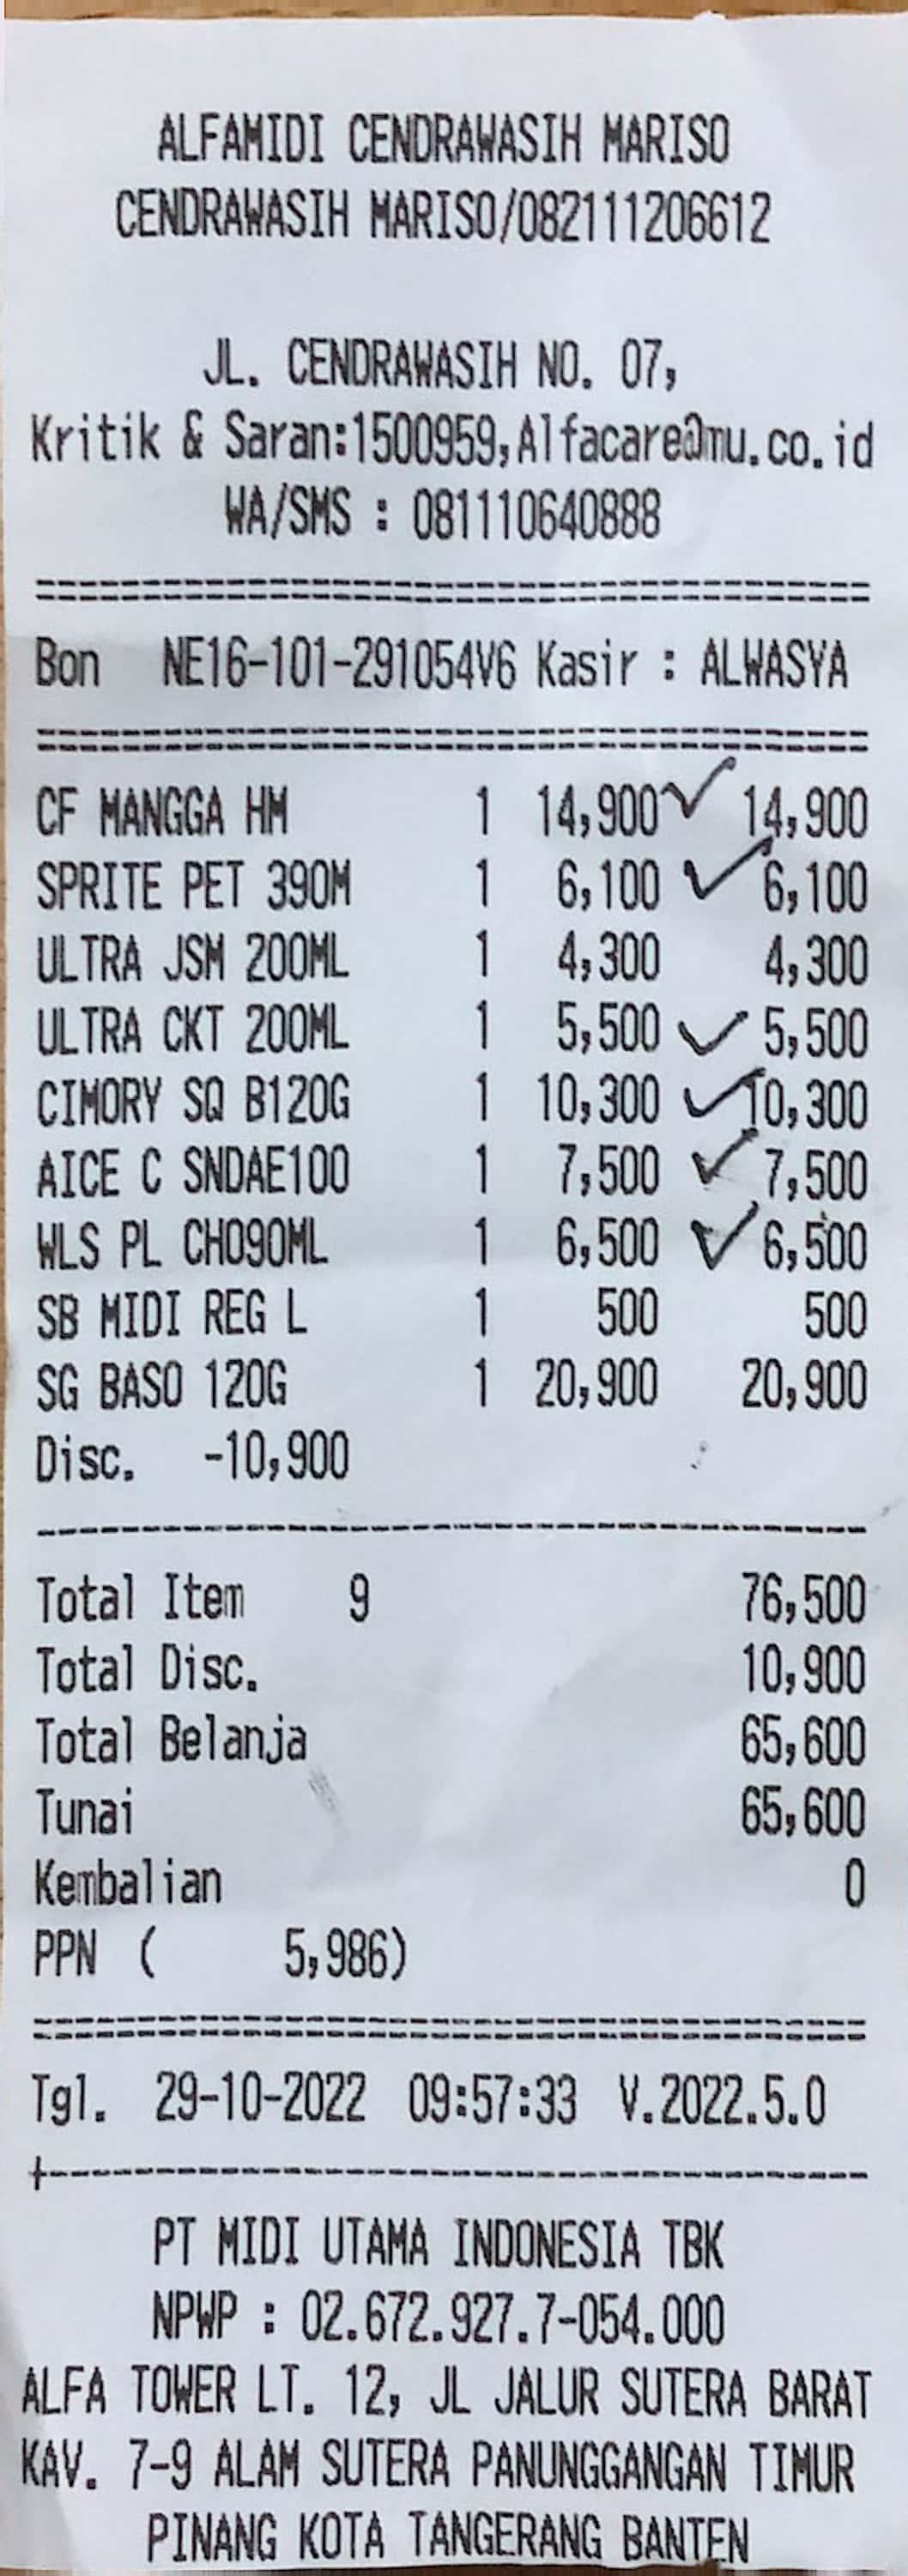 ALFAMIDI CENDRAWASIH MARISO
CENDRAWASIH MARISO/082111206612
JL. CENDRAWASIH NO. 07,
Kritik & Saran:1500959,Alfacare@mu.co.id
WA/SMS : 081110640888
Bon NE16-101-291054V6 Kasir : ALWASYA
CF MANGGA HM 1 14,900 14,900
SPRITE PET 390M 1 6,100 6,100
ULTRA JSM 200ML 1 4,300 4,300
ULTRA CKT 200ML 1 5,500 5,500
CIMORY SQ B120G 1 10,300 10,300
AICE C SNDAE100 1 7,500 7,500
WLS PL CHO90ML 1 6,500 6,500
SB MIDI REG L 1 500 500
SG BASO 120G 1 20,900 20,900
Disc. -10,900
Total Item 9 76,500
Total Disc. 10,900
Total Belanja 65,600
Tunai 65,600
Kembalian 0
PPN ( 5,986)
Tgl. 29-10-2022 09:57:33 V.2022.5.0
PT MIDI UTAMA INDONESIA TBK
NPWP : 02.672.927.7-054.000
ALFA TOWER LT. 12, JL JALUR SUTERA BARAT
KAV. 7-9 ALAM SUTERA PANUNGGANGAN TIMUR
PINANG KOTA TANGERANG BANTEN